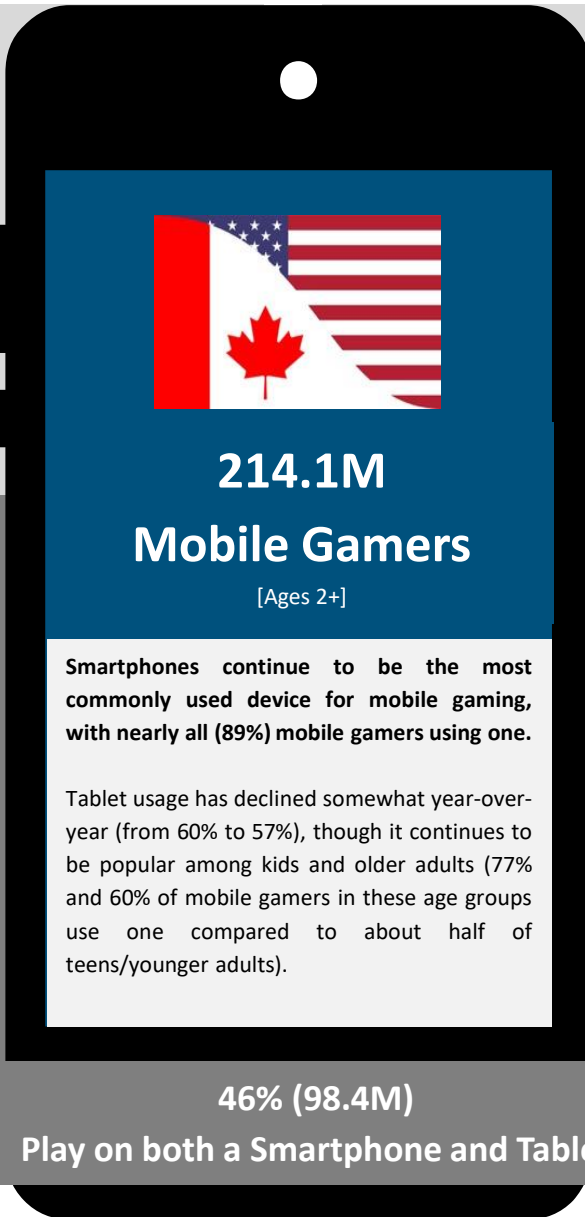 214.1M
Mobile Gamers
[Ages 2+]
Smartphones continue to be the most
commonly used device for mobile gaming,
with nearly all (89%) mobile gamers using one.
Tablet usage has declined somewhat year-over-
year (from 60% to 57%), though it continues to
be popular among kids and older adults (77%
and 60% of mobile gamers in these age groups
use one compared to about half of
teens/younger adults).
46% (98.4M)
Play on both a Smartphone and